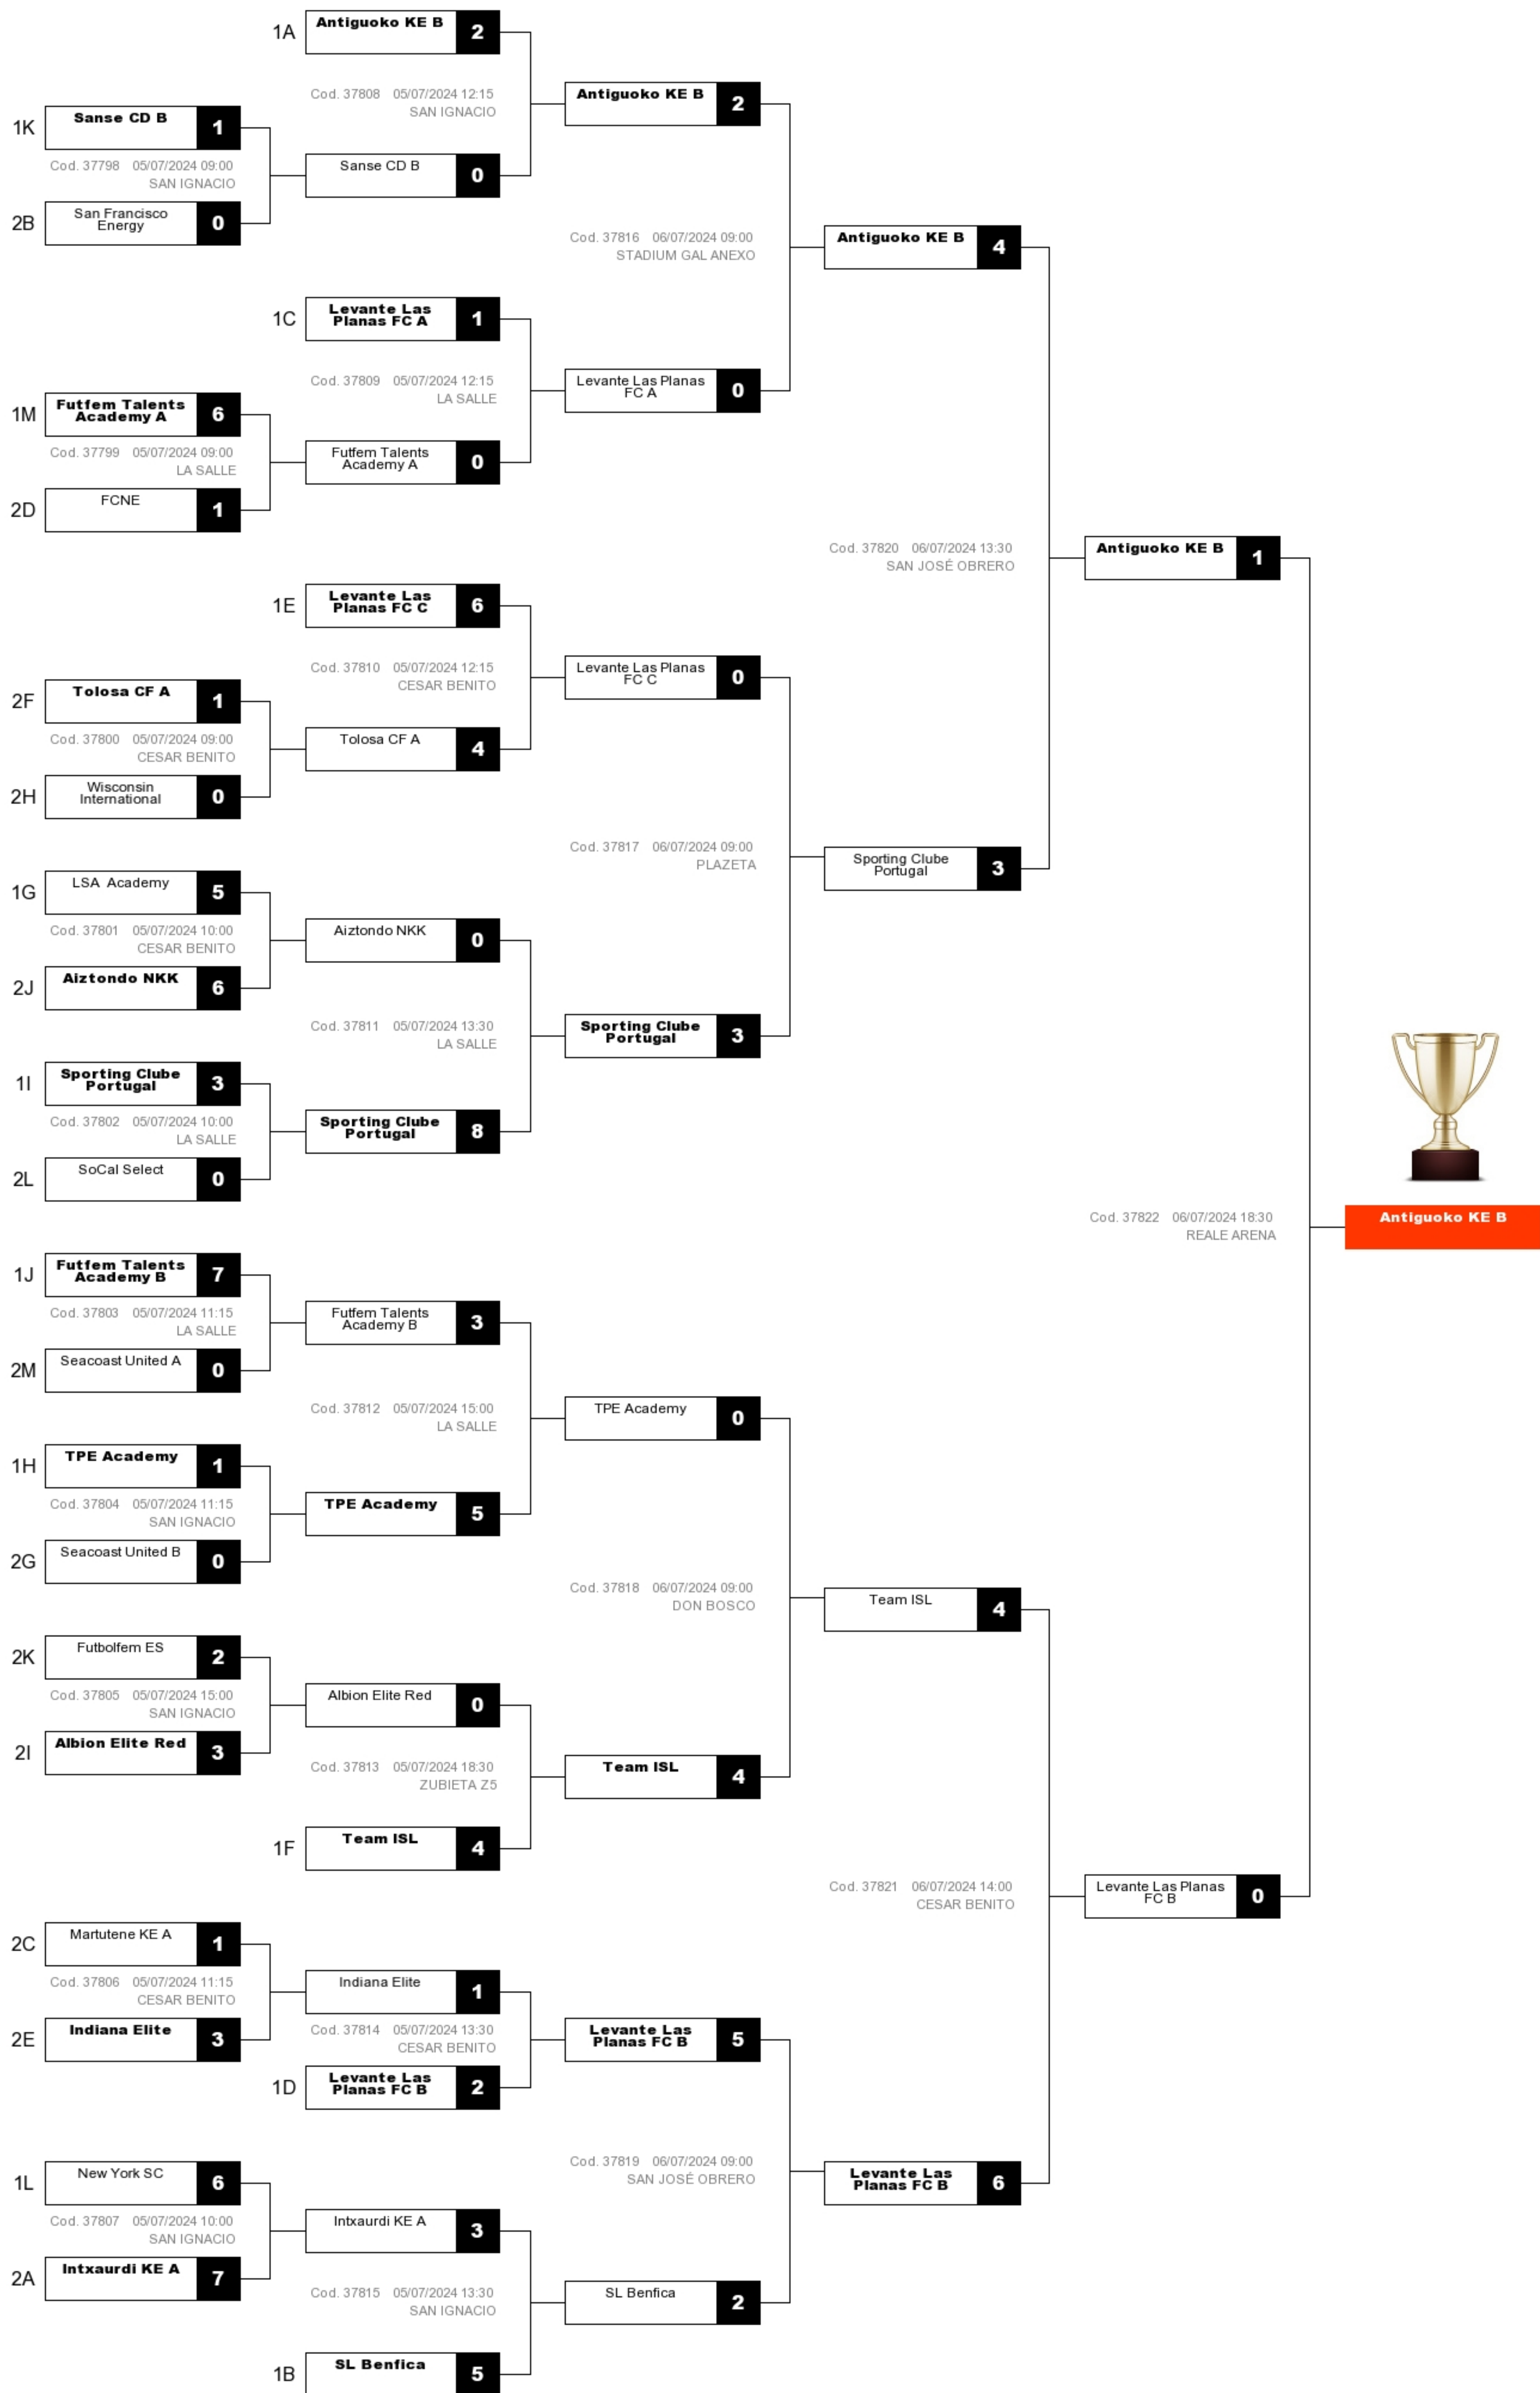 1A
Antiguoko KE B
2
Cod. 37808 05/07/2024 12:15
SAN IGNACIO
Antiguoko KE B
2
1K
Sanse CD B
1
Cod. 37798 05/07/2024 09:00
SAN IGNACIO
Sanse CD B
0
2B
San Francisco
Energy
0
Cod. 37816 06/07/2024 09:00
STADIUM GAL ANEXO
Antiguoko KE B
4
1C
Levante Las
Planas FC A
1
Cod. 37809 05/07/2024 12:15
LA SALLE
Levante Las Planas
FC A
0
1M
Futfem Talents
Academy A
6
Cod. 37799 05/07/2024 09:00
LA SALLE
Futfem Talents
Academy A
0
2D
FCNE
1
Cod. 37820 06/07/2024 13:30
SAN JOSÉ OBRERO
Antiguoko KE B
1
1E
Levante Las
Planas FC C
6
Cod. 37810 05/07/2024 12:15
CESAR BENITO
Levante Las Planas
FC C
0
2F
Tolosa CF A
1
Cod. 37800 05/07/2024 09:00
CESAR BENITO
Tolosa CF A
4
2H
Wisconsin
International
0
Cod. 37817 06/07/2024 09:00
PLAZETA
Sporting Clube
Portugal
3
1G
LSA Academy
5
Cod. 37801 05/07/2024 10:00
CESAR BENITO
Aiztondo NKK
0
2J
Aiztondo NKK
6
Cod. 37811 05/07/2024 13:30
LA SALLE
Sporting Clube
Portugal
3
1I
Sporting Clube
Portugal
3
Cod. 37802 05/07/2024 10:00
LA SALLE
Sporting Clube
Portugal
8
2L
SoCal Select
0
Cod. 37822 06/07/2024 18:30
REALE ARENA
Antiguoko KE B
1J
Futfem Talents
Academy B
7
Cod. 37803 05/07/2024 11:15
LA SALLE
Futfem Talents
Academy B
3
2M
Seacoast United A
0
Cod. 37812 05/07/2024 15:00
LA SALLE
TPE Academy
0
1H
TPE Academy
1
Cod. 37804 05/07/2024 11:15
SAN IGNACIO
TPE Academy
5
2G
Seacoast United B
0
Cod. 37818 06/07/2024 09:00
DON BOSCO
Team ISL
4
2K
Futbolfem ES
2
Cod. 37805 05/07/2024 15:00
SAN IGNACIO
Albion Elite Red
0
2I
Albion Elite Red
3
Cod. 37813 05/07/2024 18:30
ZUBIETA Z5
Team ISL
4
1F
Team ISL
4
Cod. 37821 06/07/2024 14:00
CESAR BENITO
Levante Las Planas
FC B
0
2C
Martutene KE A
1
Cod. 37806 05/07/2024 11:15
CESAR BENITO
Indiana Elite
1
2E
Indiana Elite
3
Cod. 37814 05/07/2024 13:30
CESAR BENITO
Levante Las
Planas FC B
5
1D
Levante Las
Planas FC B
2
Cod. 37819 06/07/2024 09:00
SAN JOSÉ OBRERO
Levante Las
Planas FC B
6
1L
New York SC
6
Cod. 37807 05/07/2024 10:00
SAN IGNACIO
Intxaurdi KE A
3
2A
Intxaurdi KE A
7
Cod. 37815 05/07/2024 13:30
SAN IGNACIO
SL Benfica
2
1B
SL Benfica
5